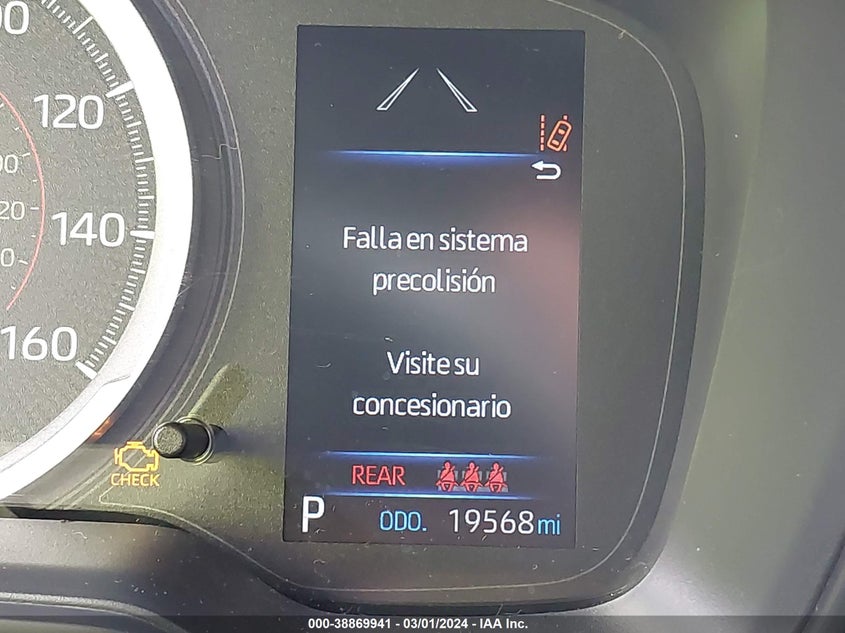 120
140
160
Falla en sistema
precolisión
Visite su
concesionario
REAR
CHECK
P ODO. 19568 mi
000-38869941 - 03/01/2024 - IAA Inc.